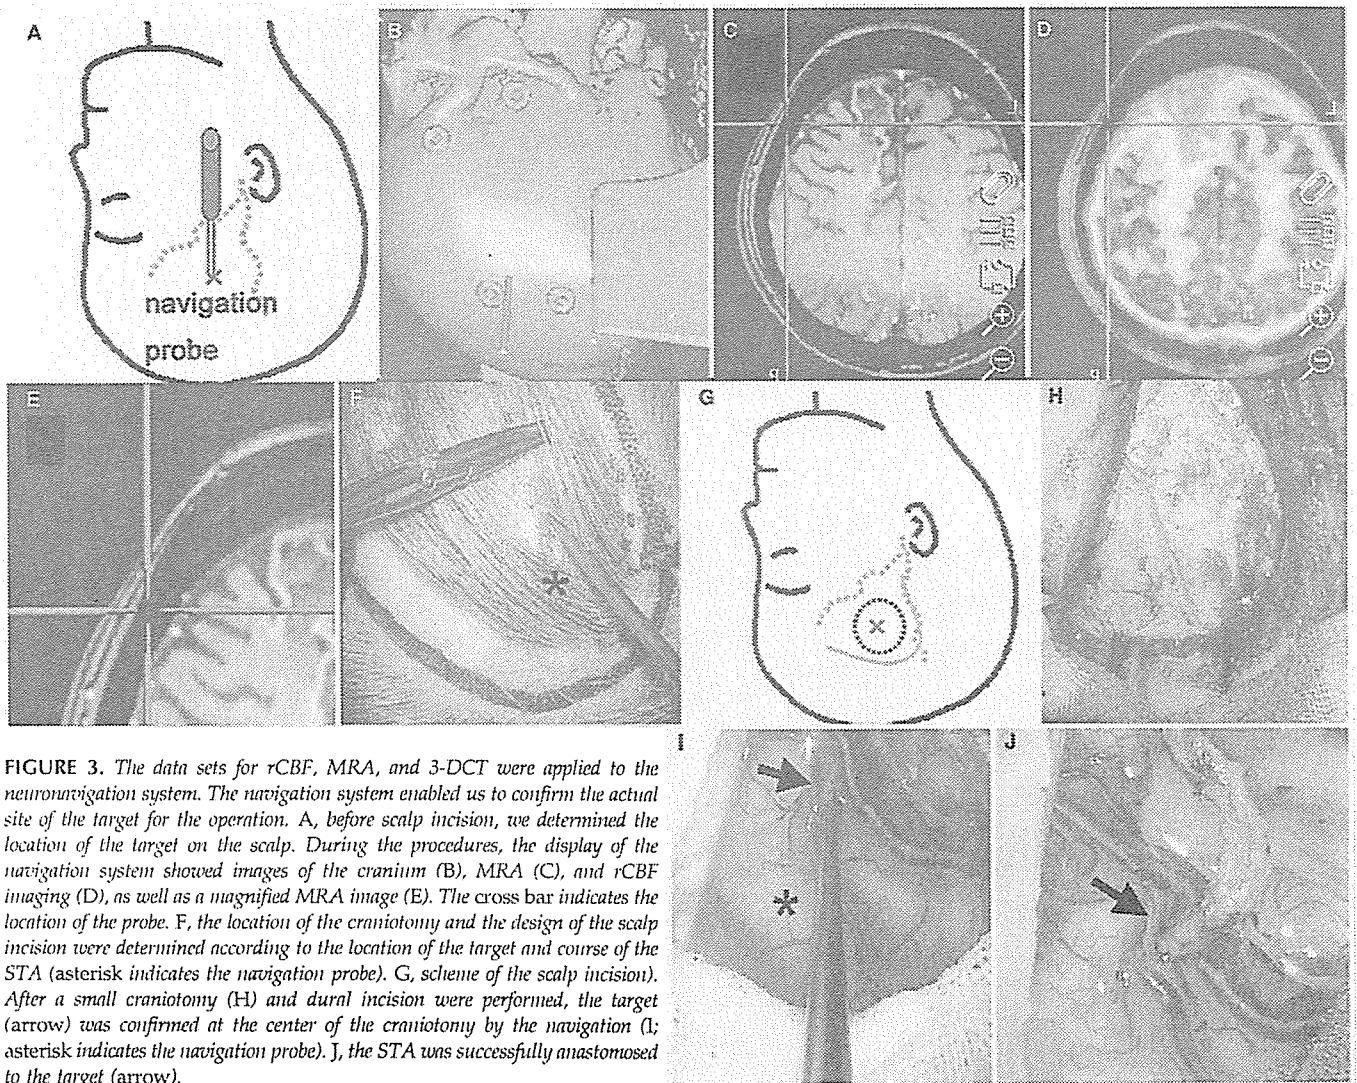 A
B
C
D
navigation
probe
E
F
G
H
I
J
FIGURE 3. The data sets for rCBF, MRA, and 3-DCT were applied to the
neuronavigation system. The navigation system enabled us to confirm the actual
site of the target for the operation. A, before scalp incision, we determined the
location of the target on the scalp. During the procedures, the display of the
navigation system showed images of the cranium (B), MRA (C), and rCBF
imaging (D), as well as a magnified MRA image (E). The cross bar indicates the
location of the probe. F, the location of the craniotomy and the design of the scalp
incision were determined according to the location of the target and course of the
STA (asterisk indicates the navigation probe). G, scheme of the scalp incision).
After a small craniotomy (H) and dural incision were performed, the target
(arrow) was confirmed at the center of the craniotomy by the navigation (I;
asterisk indicates the navigation probe). J, the STA was successfully anastomosed
to the target (arrow).